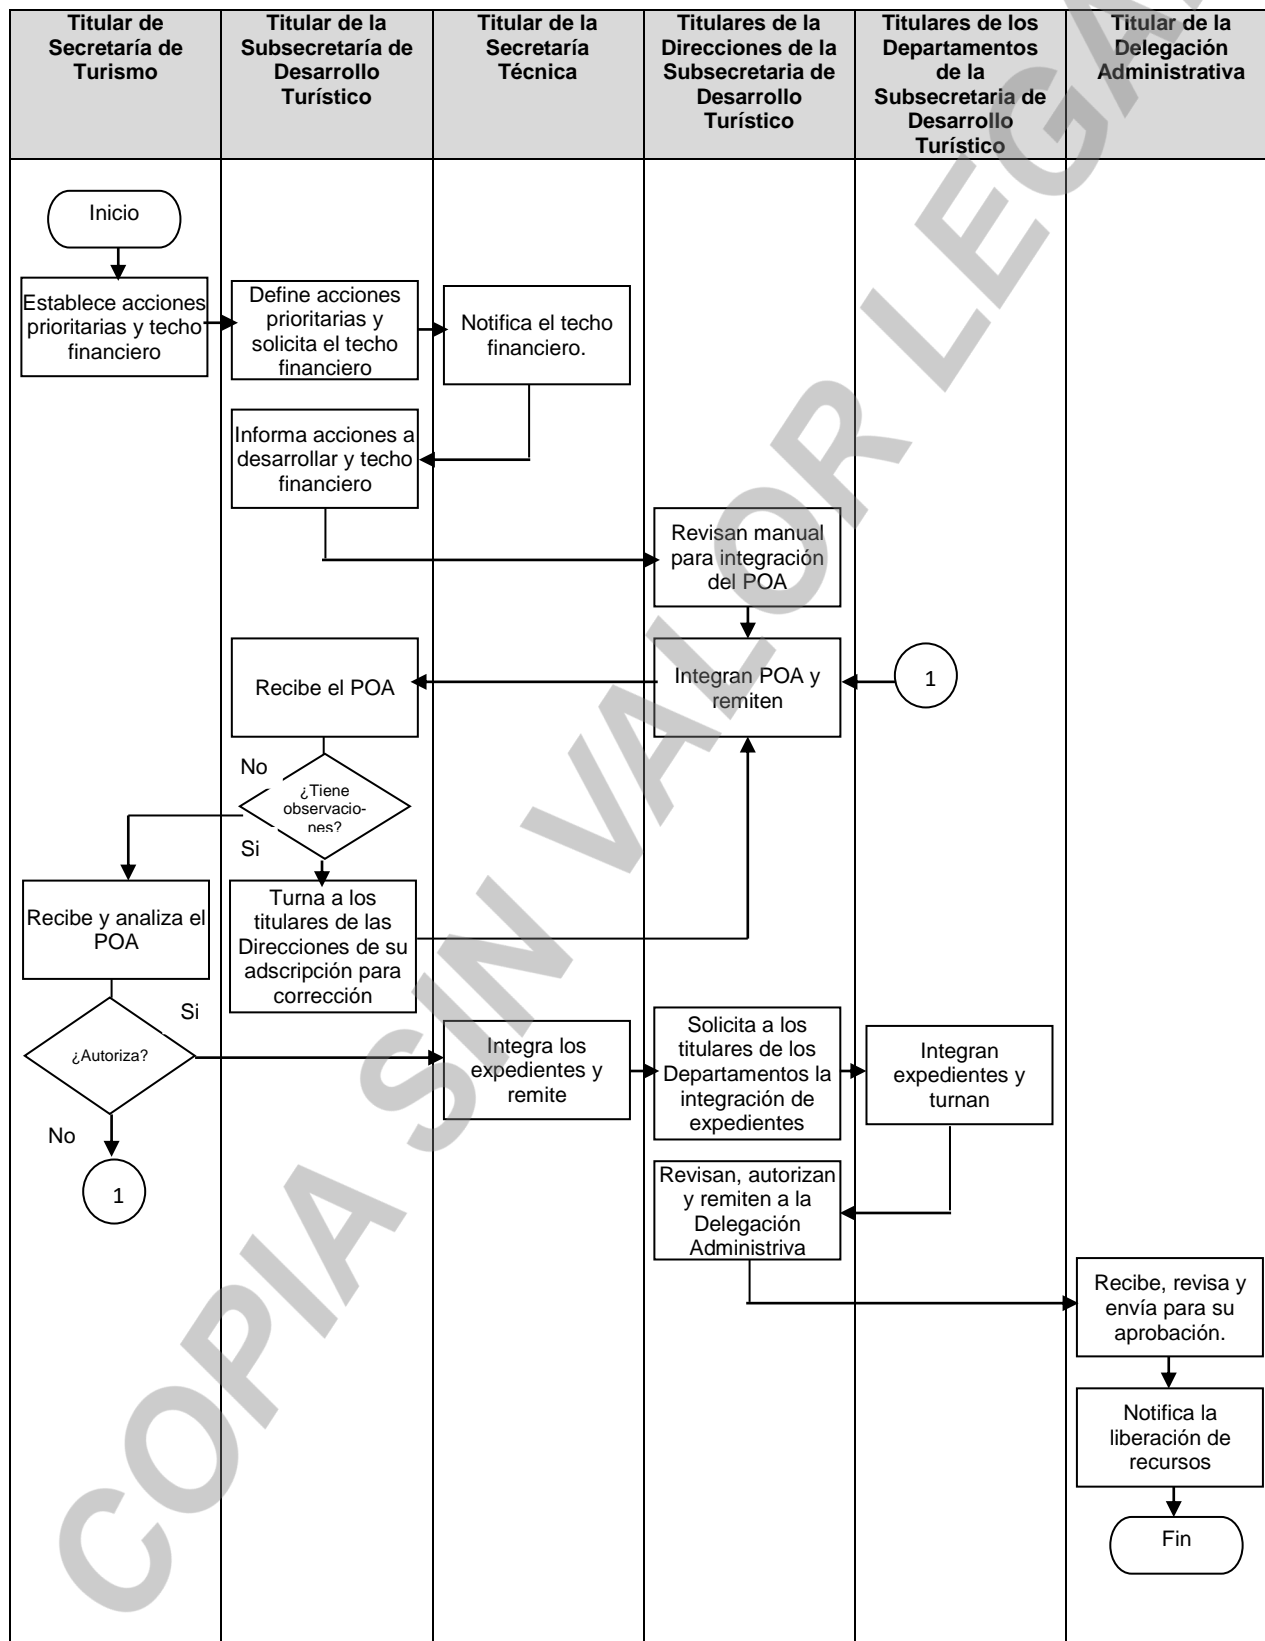 Titular de
Secretaría de
Turismo
Titular de la
Subsecretaría de
Desarrollo
Turístico
Titular de la
Secretaría
Técnica
Titulares de la
Direcciones de la
Subsecretaria de
Desarrollo
Turístico
Titulares de los
Departamentos
de la
Subsecretaria de
Desarrollo
Turístico
Titular de la
Delegación
Administrativa
Inicio
Establece acciones
prioritarias y techo
financiero
Define acciones
prioritarias y
solicita el techo
financiero
Notifica el techo
financiero.
Informa acciones a
desarrollar y techo
financiero
Revisan manual
para integración
del POA
Recibe el POA
Integran POA y
remiten
1
No
¿Tiene
observacio-
nes?
Si
Recibe y analiza el
POA
Turna a los
titulares de las
Direcciones de su
adscripción para
corrección
Si
¿Autoriza?
No
1
Integra los
expedientes y
remite
Solicita a los
titulares de los
Departamentos la
integración de
expedientes
Integran
expedientes y
turnan
Revisan, autorizan
y remiten a la
Delegación
Administriva
Recibe, revisa y
envía para su
aprobación.
Notifica la
liberación de
recursos
Fin
COPIA SIN VALOR LEGAL